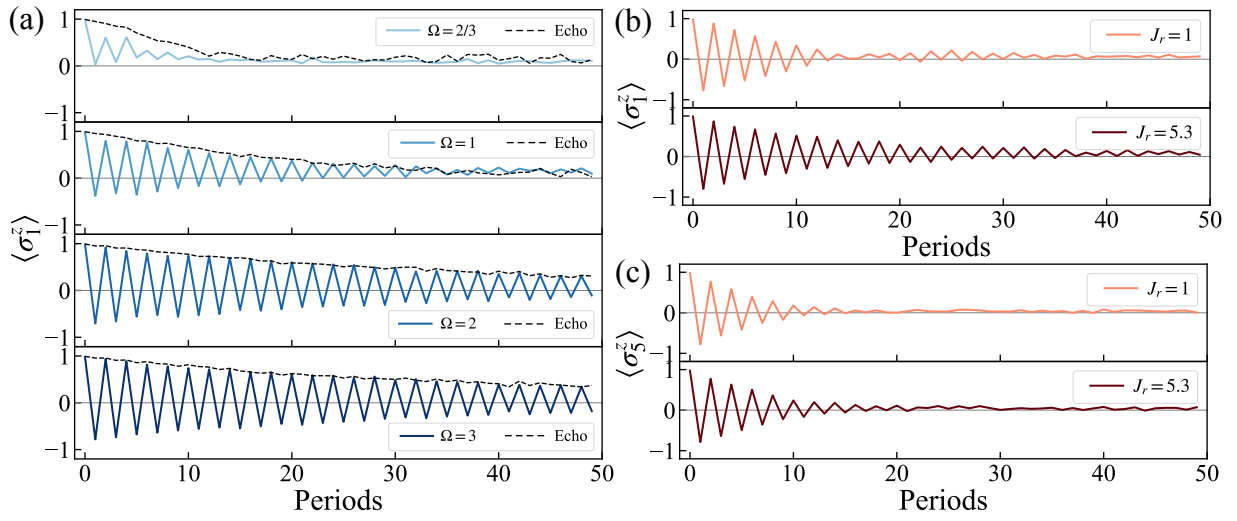 (a)
1
0
−1
Ω = 2/3
Echo
1
0
−1
Ω = 1
Echo
1
0
−1
Ω = 2
Echo
1
0
−1
Ω = 3
Echo
⟨σ₁ᶻ⟩
0 10 20 30 40 50
Periods
(b)
1
0
−1
J_r = 1
1
0
−1
J_r = 5.3
⟨σ₁ᶻ⟩
0 10 20 30 40 50
Periods
(c)
1
0
−1
J_r = 1
1
0
−1
J_r = 5.3
⟨σ₅ᶻ⟩
0 10 20 30 40 50
Periods